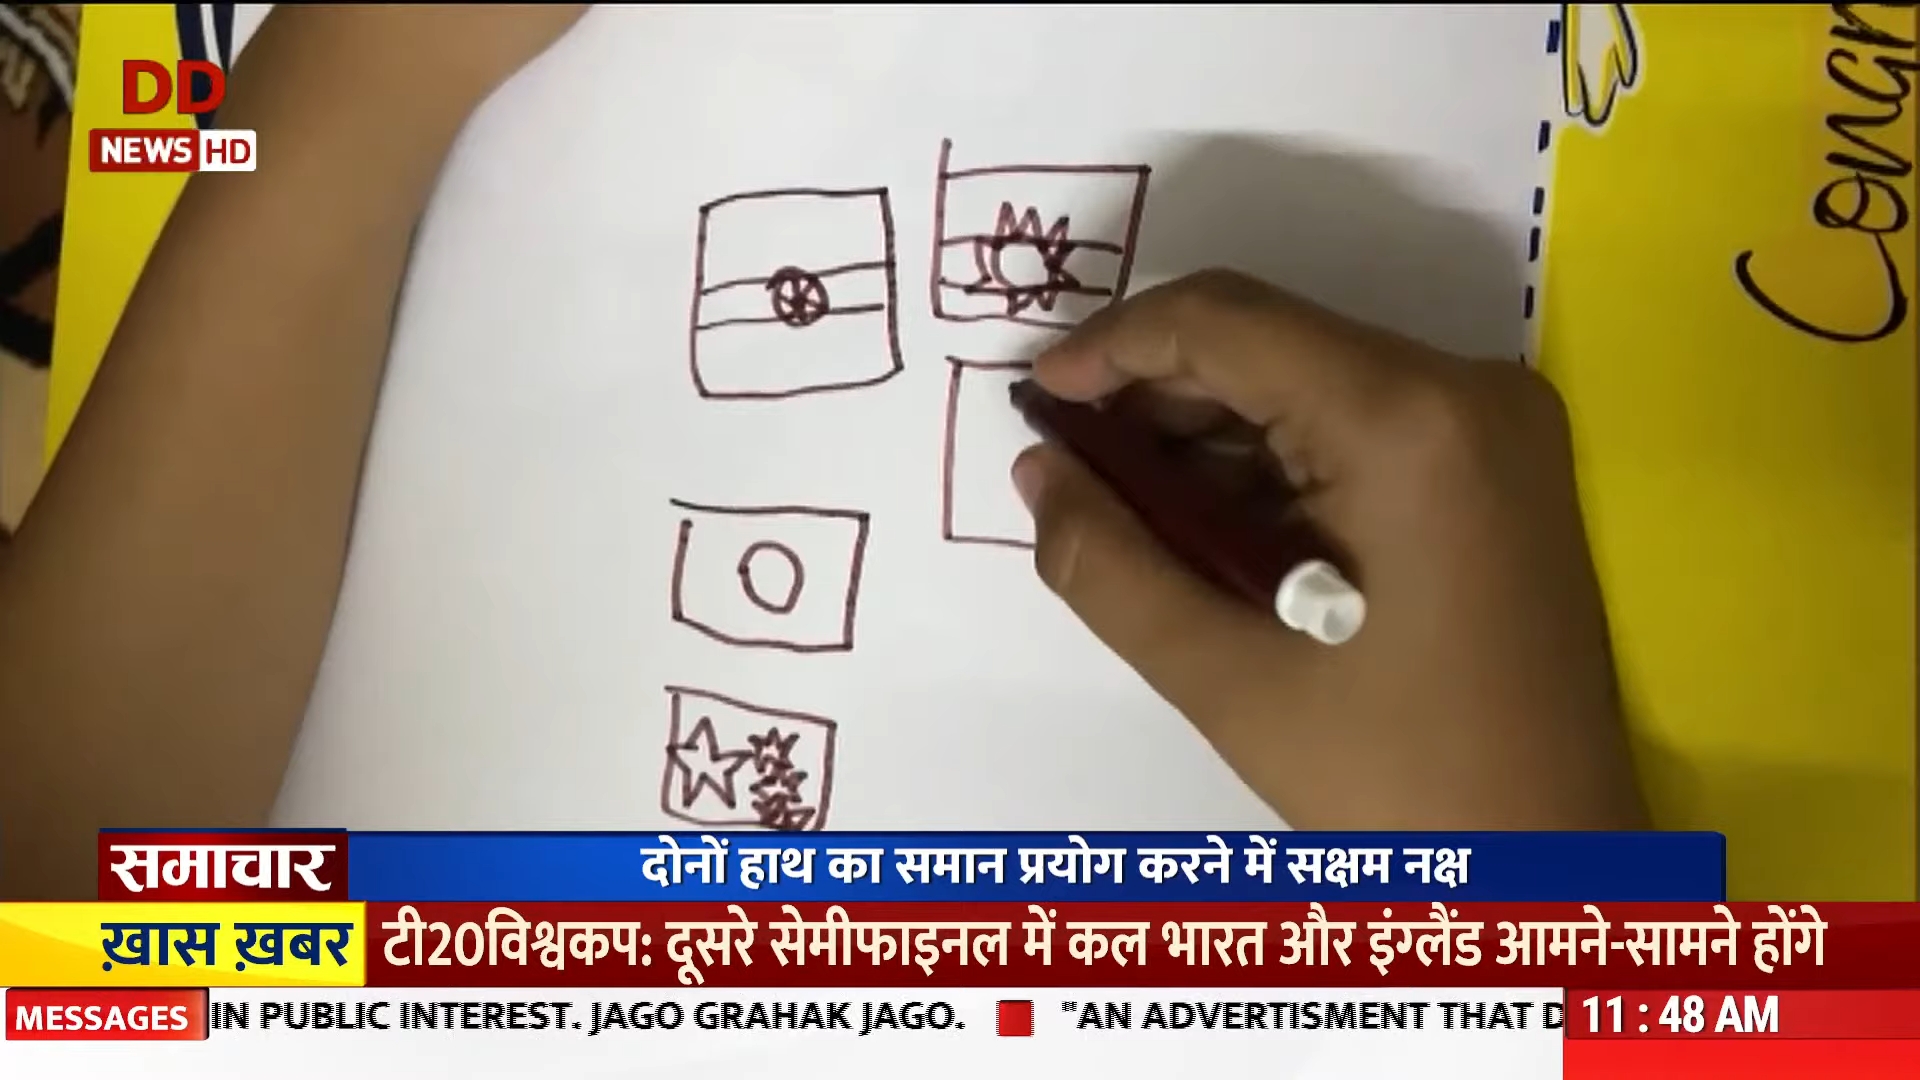 DD
NEWS HD
Congr
समाचार
दोनों हाथ का समान प्रयोग करने में सक्षम नक्ष
ख़ास ख़बर
टी20विश्वकप: दूसरे सेमीफाइनल में कल भारत और इंग्लैंड आमने-सामने होंगे
MESSAGES
IN PUBLIC INTEREST. JAGO GRAHAK JAGO. "AN ADVERTISMENT THAT D
11 : 48 AM